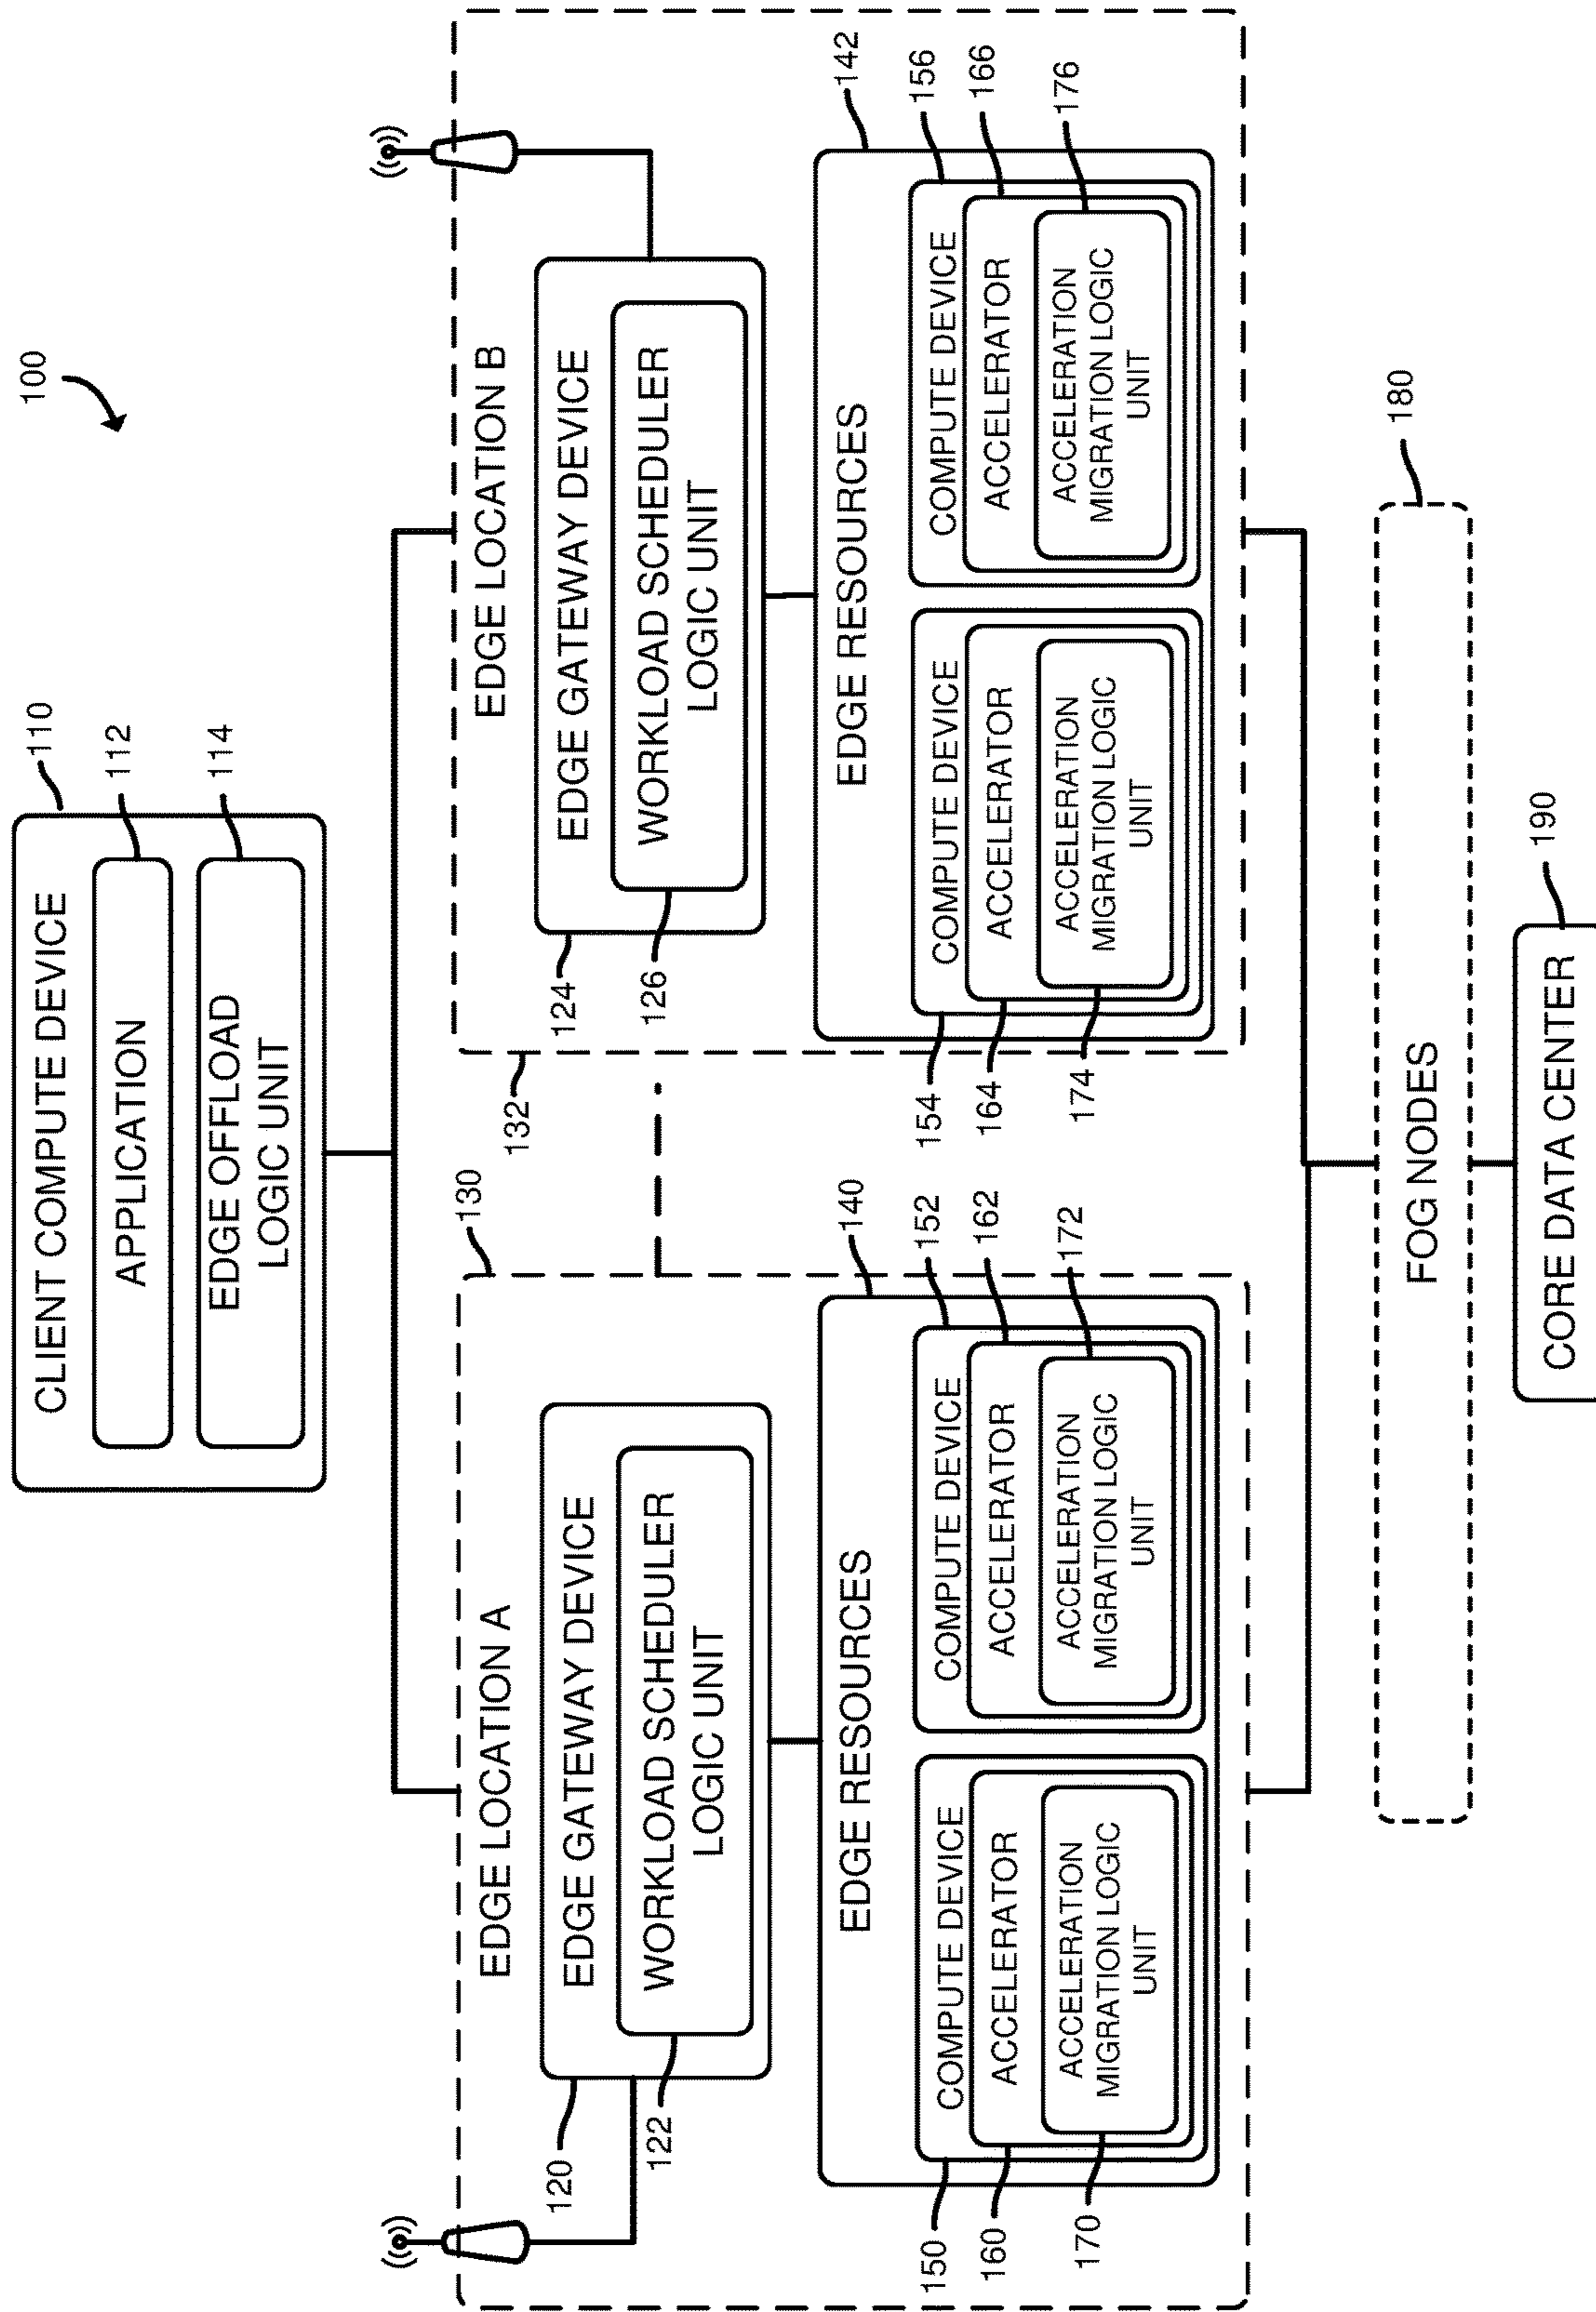 100
CLIENT COMPUTE DEVICE
110
APPLICATION
112
EDGE OFFLOAD
LOGIC UNIT
114
EDGE LOCATION A
130
EDGE GATEWAY DEVICE
120
WORKLOAD SCHEDULER
LOGIC UNIT
122
EDGE RESOURCES
140
COMPUTE DEVICE
150
ACCELERATOR
160
ACCELERATION
MIGRATION LOGIC
UNIT
170
COMPUTE DEVICE
152
ACCELERATOR
162
ACCELERATION
MIGRATION LOGIC
UNIT
172
EDGE LOCATION B
132
EDGE GATEWAY DEVICE
124
WORKLOAD SCHEDULER
LOGIC UNIT
126
EDGE RESOURCES
142
COMPUTE DEVICE
154
ACCELERATOR
164
ACCELERATION
MIGRATION LOGIC
UNIT
174
COMPUTE DEVICE
156
ACCELERATOR
166
ACCELERATION
MIGRATION LOGIC
UNIT
176
FOG NODES
180
CORE DATA CENTER
190